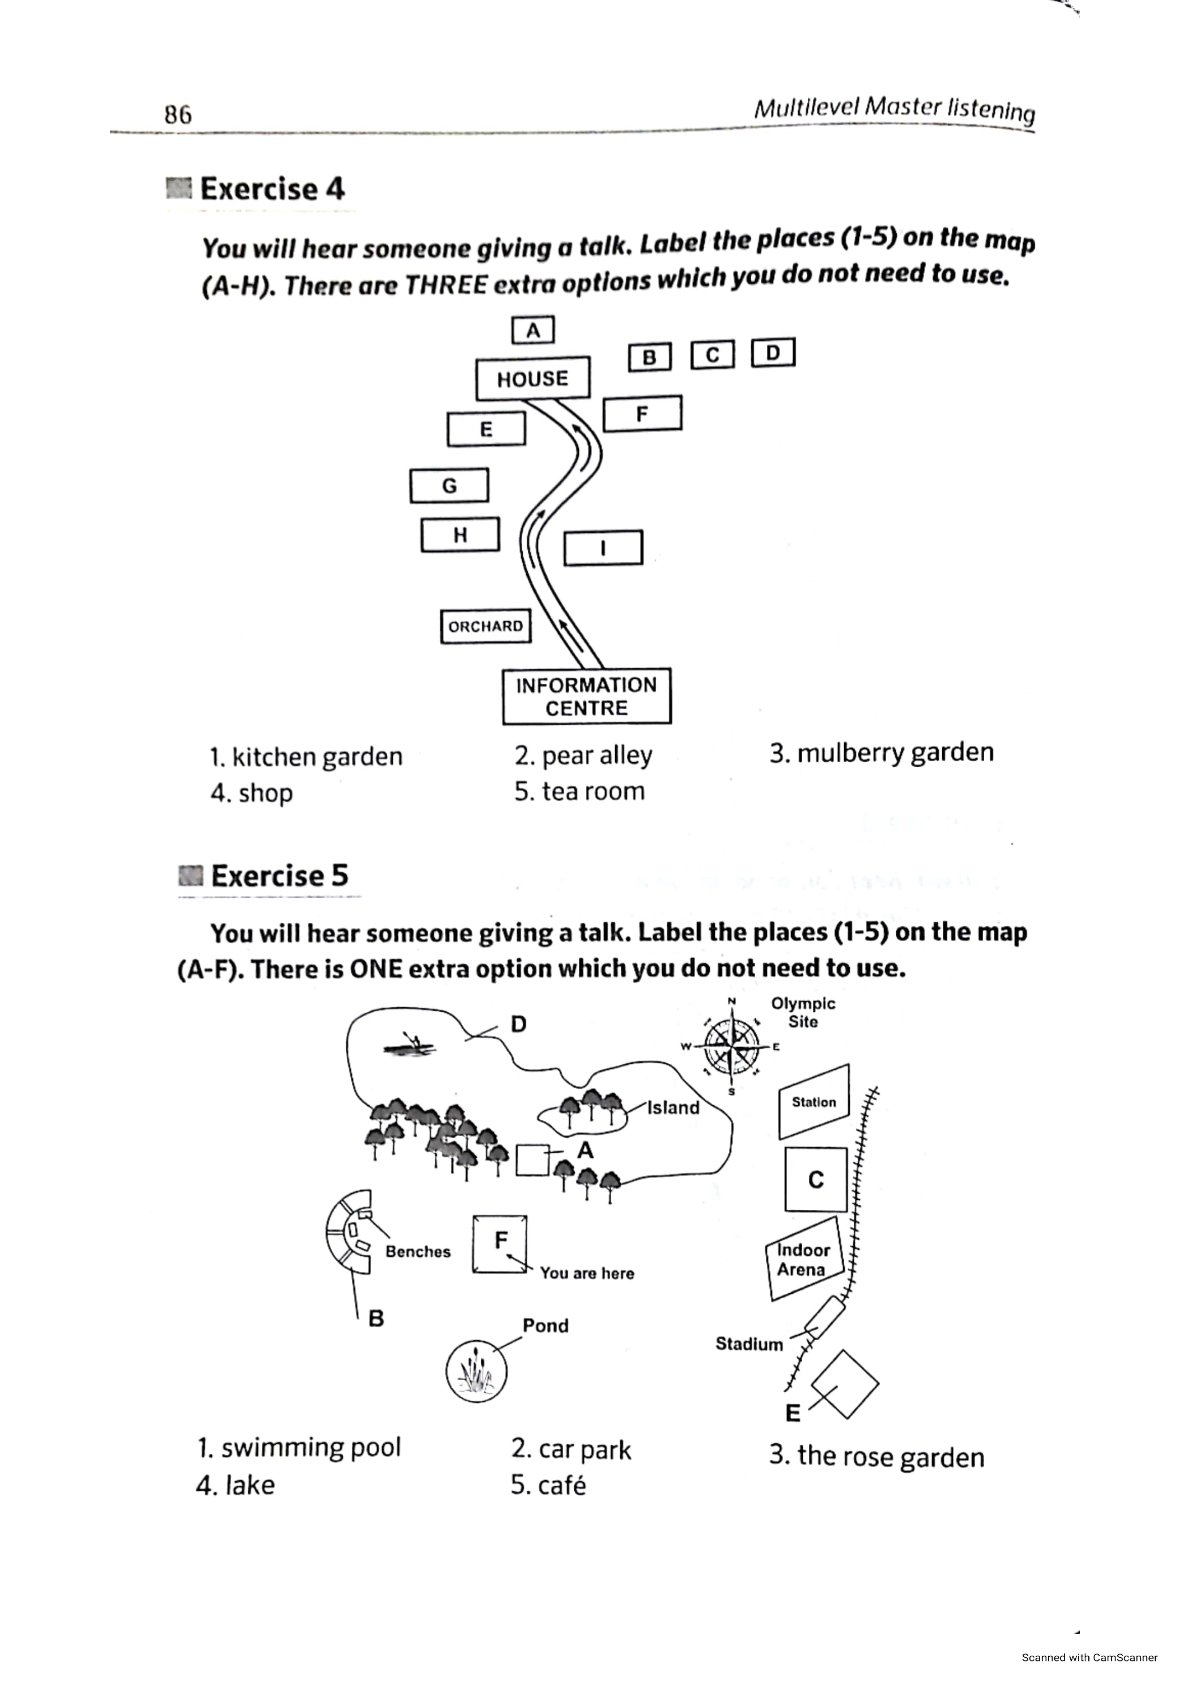 86
Multilevel Master listening
Exercise 4
You will hear someone giving a talk. Label the places (1-5) on the map
(A-H). There are THREE extra options which you do not need to use.
A
B C D
HOUSE
F
E
G
H
I
ORCHARD
INFORMATION
CENTRE
1. kitchen garden 2. pear alley 3. mulberry garden
4. shop 5. tea room
Exercise 5
You will hear someone giving a talk. Label the places (1-5) on the map
(A-F). There is ONE extra option which you do not need to use.
N
Olympic
Site
D
W E
S
Station
Island
A
C
F
Benches
Indoor
Arena
You are here
B
Pond
Stadium
E
1. swimming pool 2. car park 3. the rose garden
4. lake 5. café
Scanned with CamScanner